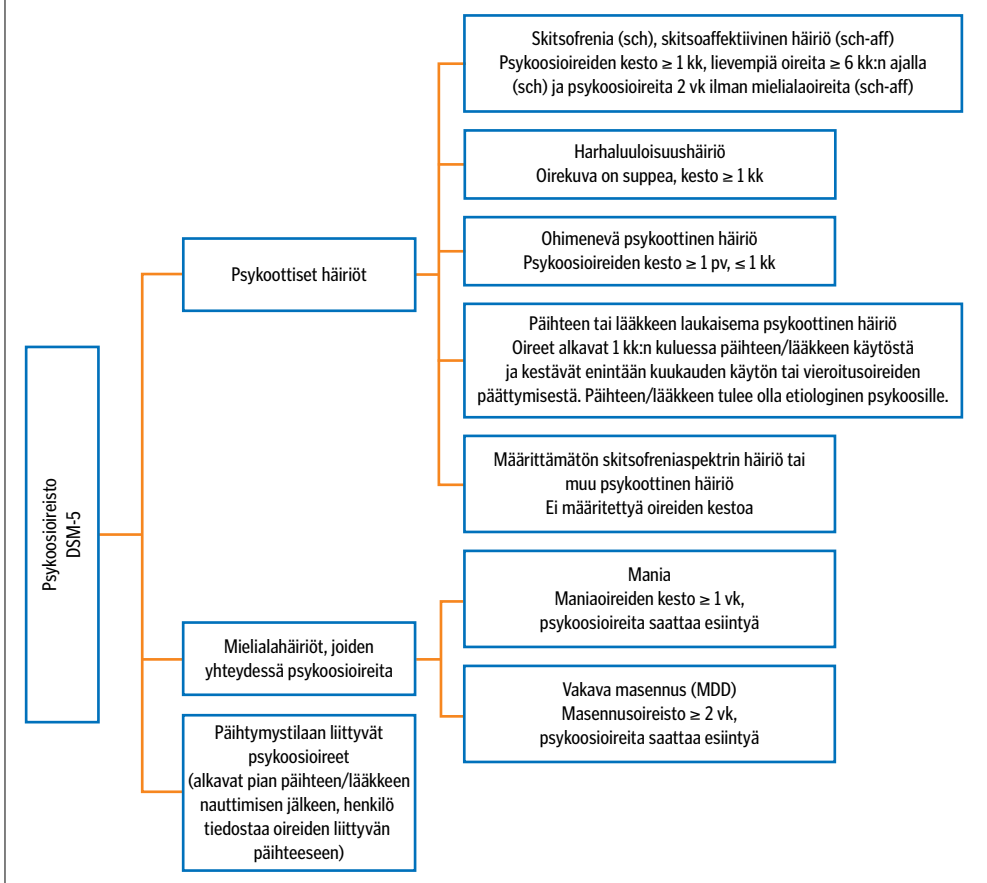 Psykoosioireisto
DSM-5
Psykoottiset häiriöt
Skitsofrenia (sch), skitsoaffektiivinen häiriö (sch-aff)
Psykoosioireiden kesto ≥ 1 kk, lievempiä oireita ≥ 6 kk:n ajalla
(sch) ja psykoosioireita 2 vk ilman mielialaoireita (sch-aff)
Harhaluuloisuushäiriö
Oirekuva on suppea, kesto ≥ 1 kk
Ohimenevä psykoottinen häiriö
Psykoosioireiden kesto ≥ 1 pv, ≤ 1 kk
Päihteen tai lääkkeen laukaisema psykoottinen häiriö
Oireet alkavat 1 kk:n kuluessa päihteen/lääkkeen käytöstä
ja kestävät enintään kuukauden käytön tai vieroitusoireiden
päättymisestä. Päihteen/lääkkeen tulee olla etiologinen psykoosille.
Määrittämätön skitsofreniaspektrin häiriö tai
muu psykoottinen häiriö
Ei määritettyä oireiden kestoa
Mielialahäiriöt, joiden
yhteydessä psykoosioireita
Mania
Maniaoireiden kesto ≥ 1 vk,
psykoosioireita saattaa esiintyä
Vakava masennus (MDD)
Masennusoireisto ≥ 2 vk,
psykoosioireita saattaa esiintyä
Päihtymystilaan liittyvät
psykoosioireet
(alkavat pian päihteen/lääkkeen
nauttimisen jälkeen, henkilö
tiedostaa oireiden liittyvän
päihteeseen)